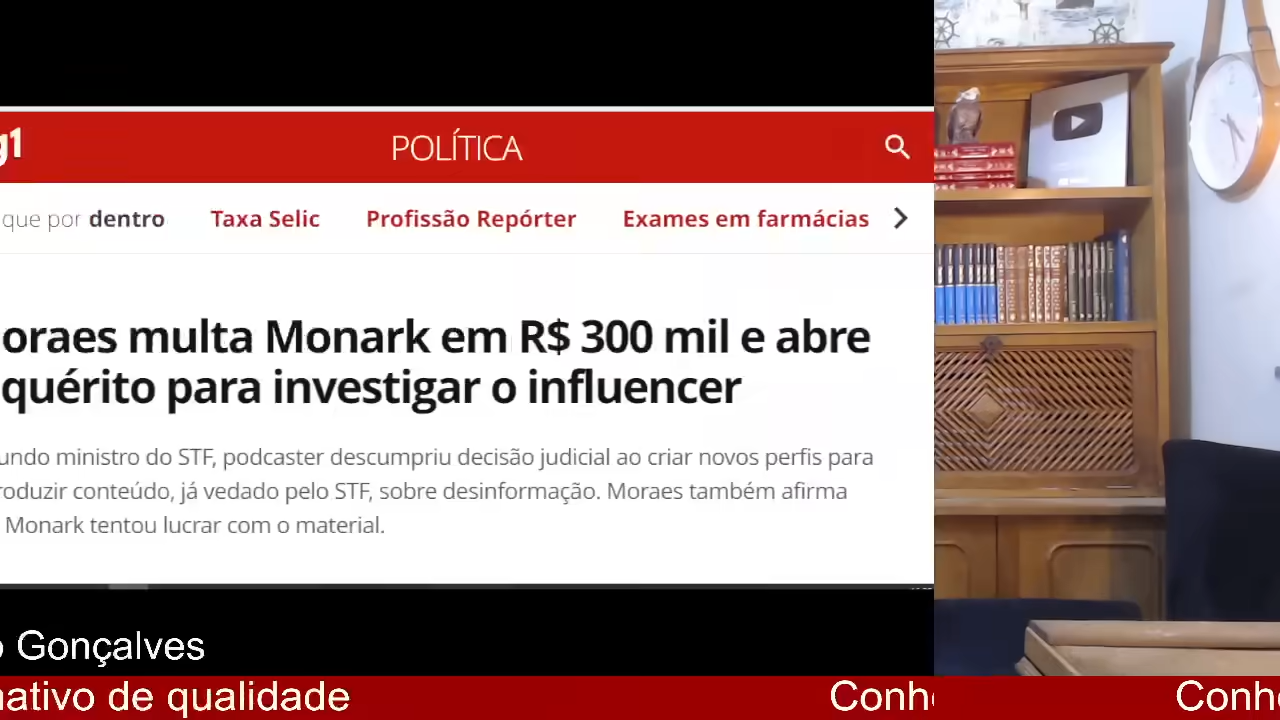 g1
POLÍTICA
que por dentro Taxa Selic Profissão Repórter Exames em farmácias
oraes multa Monark em R$ 300 mil e abre
quérito para investigar o influencer
undo ministro do STF, podcaster descumpriu decisão judicial ao criar novos perfis para
roduzir conteúdo, já vedado pelo STF, sobre desinformação. Moraes também afirma
Monark tentou lucrar com o material.
Gonçalves
nativo de qualidade Conh Conh